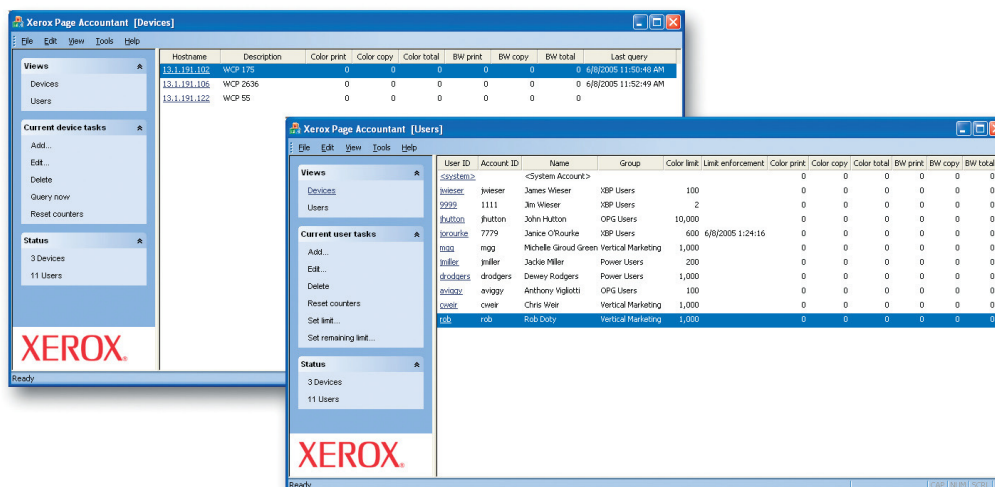 Xerox Page Accountant [Devices]
File Edit View Tools Help
Views
Devices
Users
Current device tasks
Add...
Edit...
Delete
Query now
Reset counters
Status
3 Devices
11 Users
XEROX®
Ready
Hostname Description Color print Color copy Color total BW print BW copy BW total Last query
13.1.191.102 WCP 175 0 0 0 0 0 0 6/8/2005 11:50:48 AM
13.1.191.106 WCP 2636 0 0 0 0 0 0 6/8/2005 11:52:49 AM
13.1.191.122 WCP 55 0 0 0 0 0 0
Xerox Page Accountant [Users]
File Edit View Tools Help
Views
Devices
Users
Current user tasks
Add...
Edit...
Delete
Reset counters
Set limit...
Set remaining limit...
Status
3 Devices
11 Users
XEROX®
Ready
User ID Account ID Name Group Color limit Limit enforcement Color print Color copy Color total BW print BW copy BW total
<system> <System Account> 0 0 0 0 0 0
jwieser jwieser James Wieser XBP Users 100 0 0 0 0 0 0
9999 1111 Jim Wieser XBP Users 2 0 0 0 0 0 0
jhutton jhutton John Hutton OPG Users 10,000 0 0 0 0 0 0
jorourke 7779 Janice O'Rourke XBP Users 600 6/8/2005 1:24:16 0 0 0 0 0 0
mgg mgg Michelle Giroud Green Vertical Marketing 1,000 0 0 0 0 0 0
jmiller jmiller Jackie Miller Power Users 200 0 0 0 0 0 0
drodgers drodgers Dewey Rodgers Power Users 1,000 0 0 0 0 0 0
aviggy aviggy Anthony Vigliotti OPG Users 100 0 0 0 0 0 0
cweir cweir Chris Weir Vertical Marketing 1,000 0 0 0 0 0 0
rob rob Rob Doty Vertical Marketing 1,000 0 0 0 0 0 0
CAP NUM SCRL